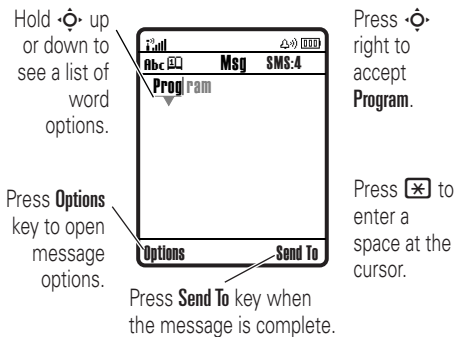 Hold up
or down to
see a list of
word
options.
Press Options
key to open
message
options.
Abc Msg SMS:4
Program
Options Send To
Press Send To key when
the message is complete.
Press
right to
accept
Program.
Press * to
enter a
space at the
cursor.